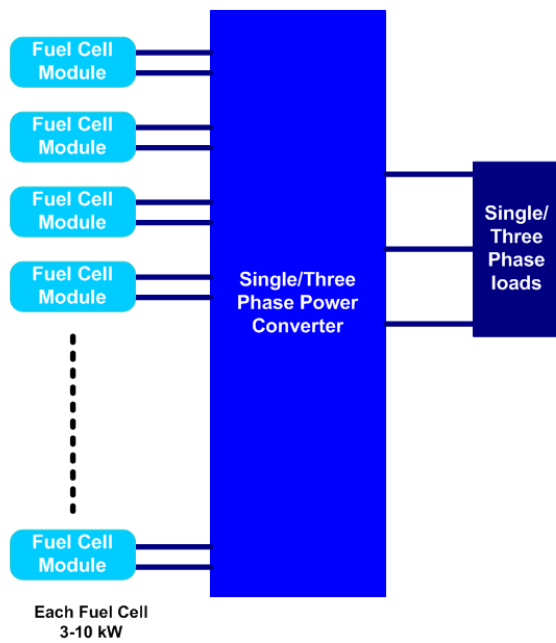 Fuel Cell
Module
Fuel Cell
Module
Fuel Cell
Module
Fuel Cell
Module
Single/Three
Phase Power
Converter
Single/
Three
Phase
loads
Fuel Cell
Module
Each Fuel Cell
3-10 kW